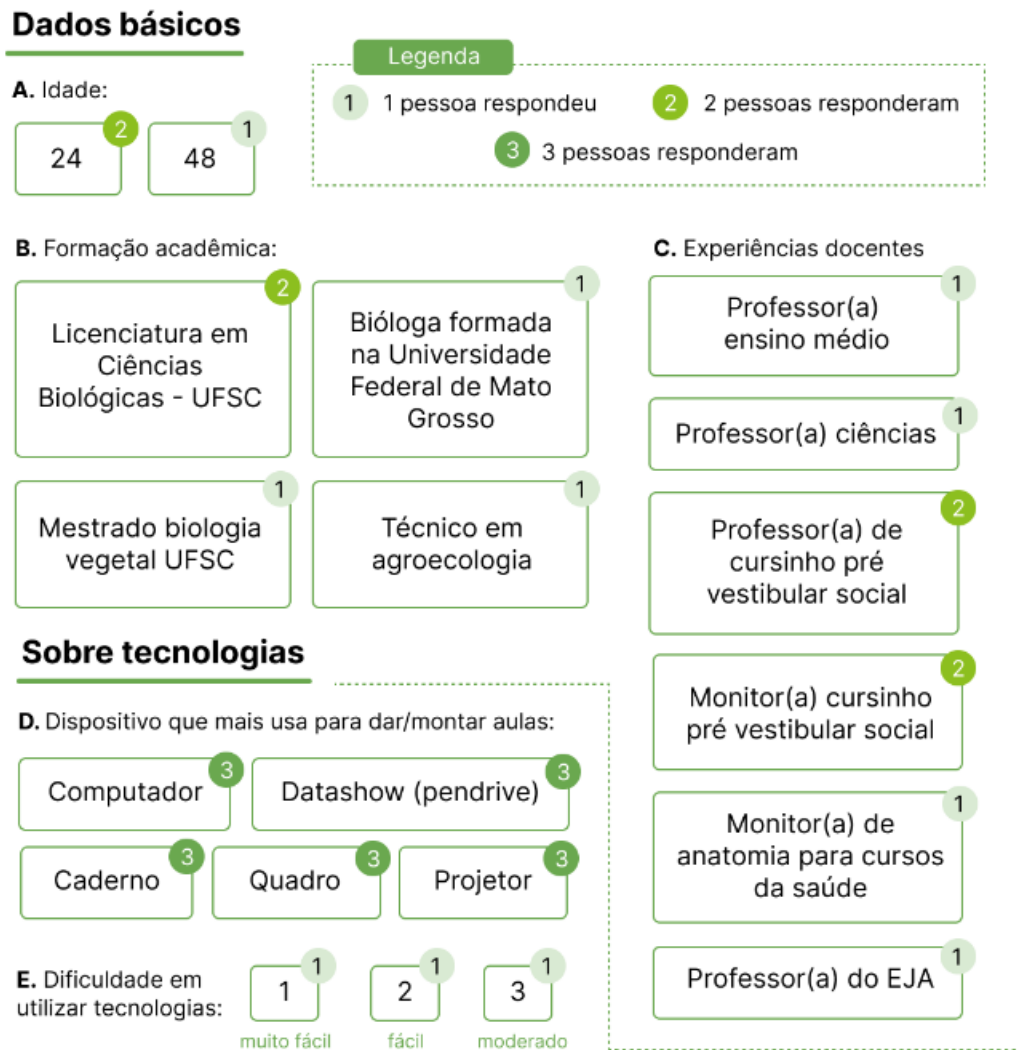 Dados básicos
Legenda
1 1 pessoa respondeu
2 2 pessoas responderam
3 3 pessoas responderam
A. Idade:
2
24
1
48
B. Formação acadêmica:
2
Licenciatura em
Ciências
Biológicas - UFSC
1
Bióloga formada
na Universidade
Federal de Mato
Grosso
1
Mestrado biologia
vegetal UFSC
1
Técnico em
agroecologia
C. Experiências docentes
1
Professor(a)
ensino médio
1
Professor(a) ciências
2
Professor(a) de
cursinho pré
vestibular social
2
Monitor(a) cursinho
pré vestibular social
1
Monitor(a) de
anatomia para cursos
da saúde
1
Professor(a) do EJA
Sobre tecnologias
D. Dispositivo que mais usa para dar/montar aulas:
3
Computador
3
Datashow (pendrive)
3
Caderno
3
Quadro
3
Projetor
E. Dificuldade em
utilizar tecnologias:
1
1
muito fácil
1
2
fácil
1
3
moderado